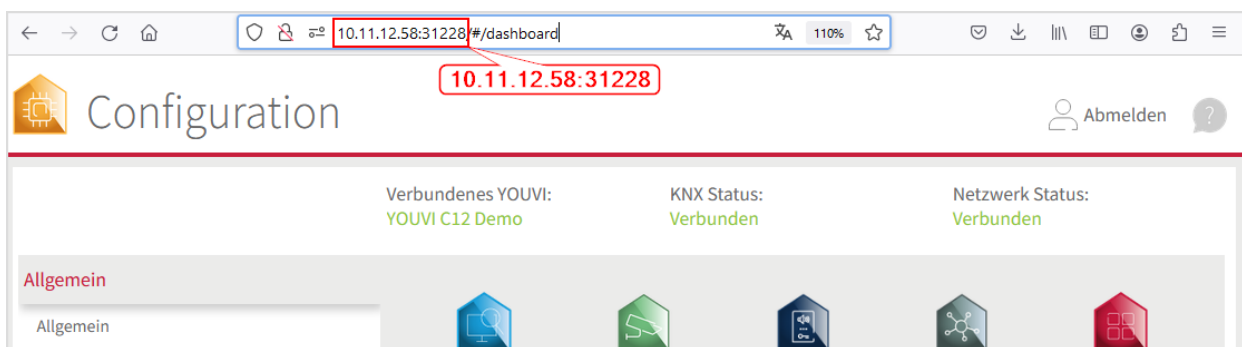 10.11.12.58:31228/#/dashboard
110%
10.11.12.58:31228
Configuration
Abmelden
?
Verbundenes YOUVI:
YOUVI C12 Demo
KNX Status:
Verbunden
Netzwerk Status:
Verbunden
Allgemein
Allgemein